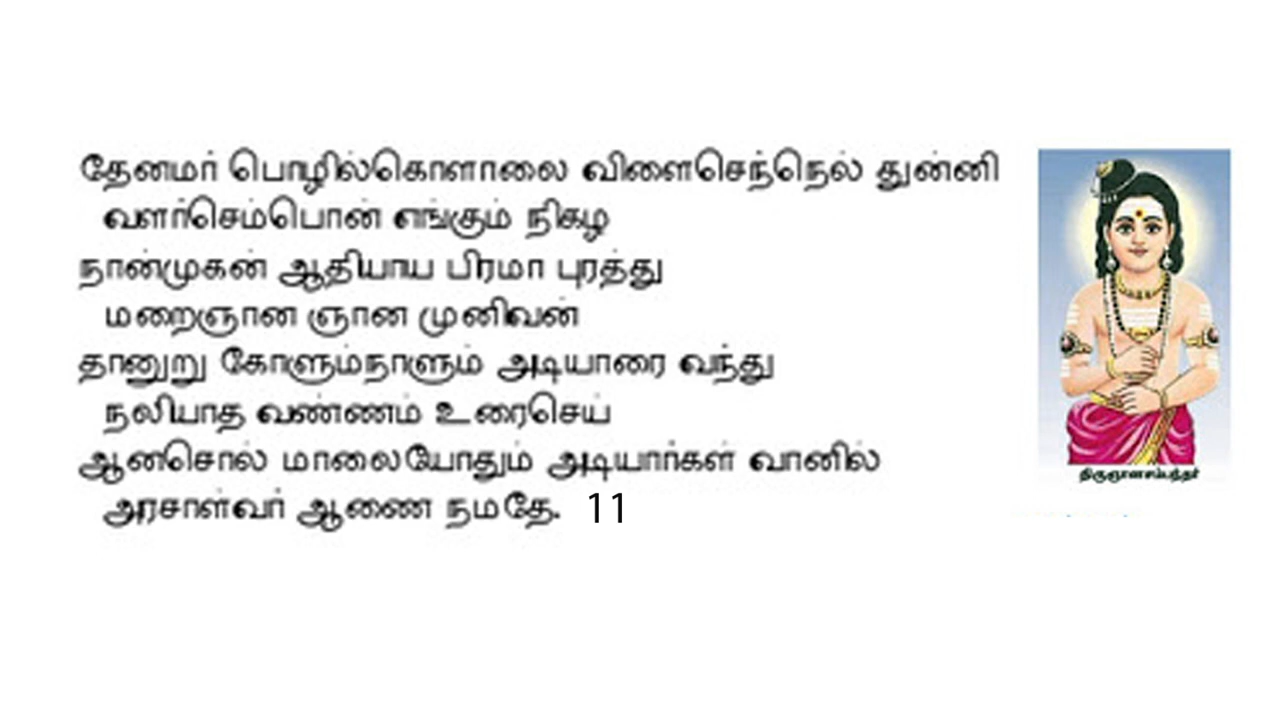 தேனமர் பொழில்கொளாலை விளைசெந்நெல் துன்னி
வளர்செம்பொன் எங்கும் நிகழ
நான்முகன் ஆதியாய பிரமா புரத்து
மறைஞான ஞான முனிவன்
தானுறு கோளும்நாளும் அடியாரை வந்து
நலியாத வண்ணம் உரைசெய்
ஆனசொல் மாலையோதும் அடியார்கள் வானில்
அரசாள்வர் ஆணை நமதே. 11
திருஞானசம்பந்தர்